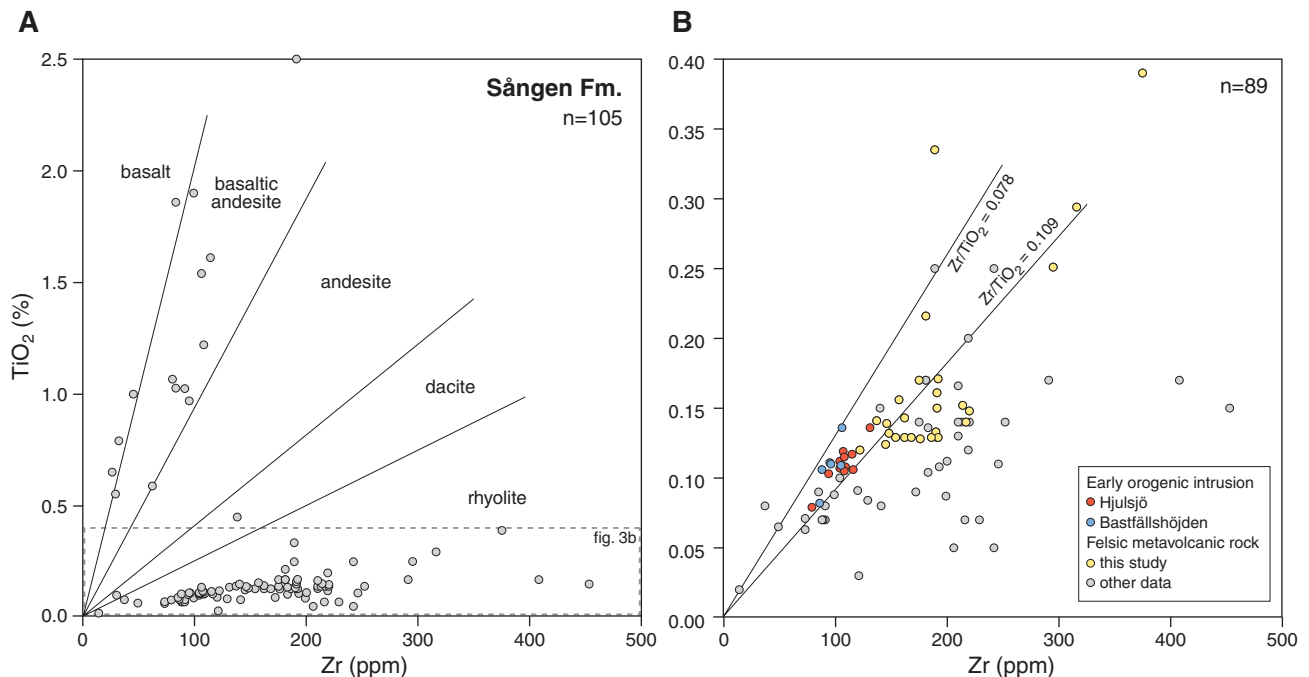 A
Sången Fm.
n=105
basalt
basaltic
andesite
andesite
dacite
rhyolite
fig. 3b
TiO2 (%)
2.5
2.0
1.5
1.0
0.5
0.0
0
100
200
300
400
500
Zr (ppm)
B
n=89
Zr/TiO2 = 0.078
Zr/TiO2 = 0.109
0.40
0.35
0.30
0.25
0.20
0.15
0.10
0.05
0.00
Early orogenic intrusion
Hjulsjö
Bastfällshöjden
Felsic metavolcanic rock
this study
other data
0
100
200
300
400
500
Zr (ppm)